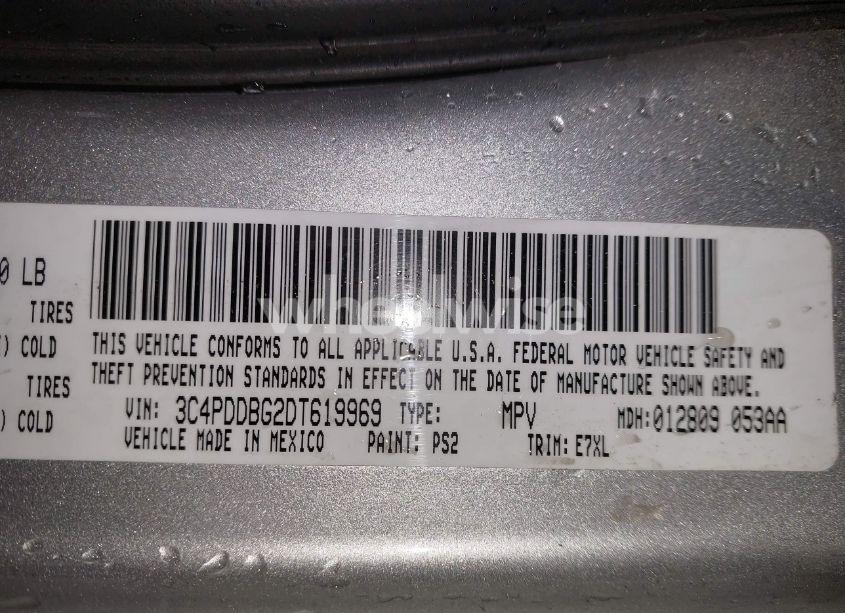 0 LB
TIRES
) COLD
TIRES
) COLD
wheelwise
THIS VEHICLE CONFORMS TO ALL APPLICABLE U.S.A. FEDERAL MOTOR VEHICLE SAFETY AND
THEFT PREVENTION STANDARDS IN EFFECT ON THE DATE OF MANUFACTURE SHOWN ABOVE.
VIN: 3C4PDDBG2DT619969 TYPE: MPV MDH:012809 053AA
VEHICLE MADE IN MEXICO PAINT: PS2 TRIM: E7XL